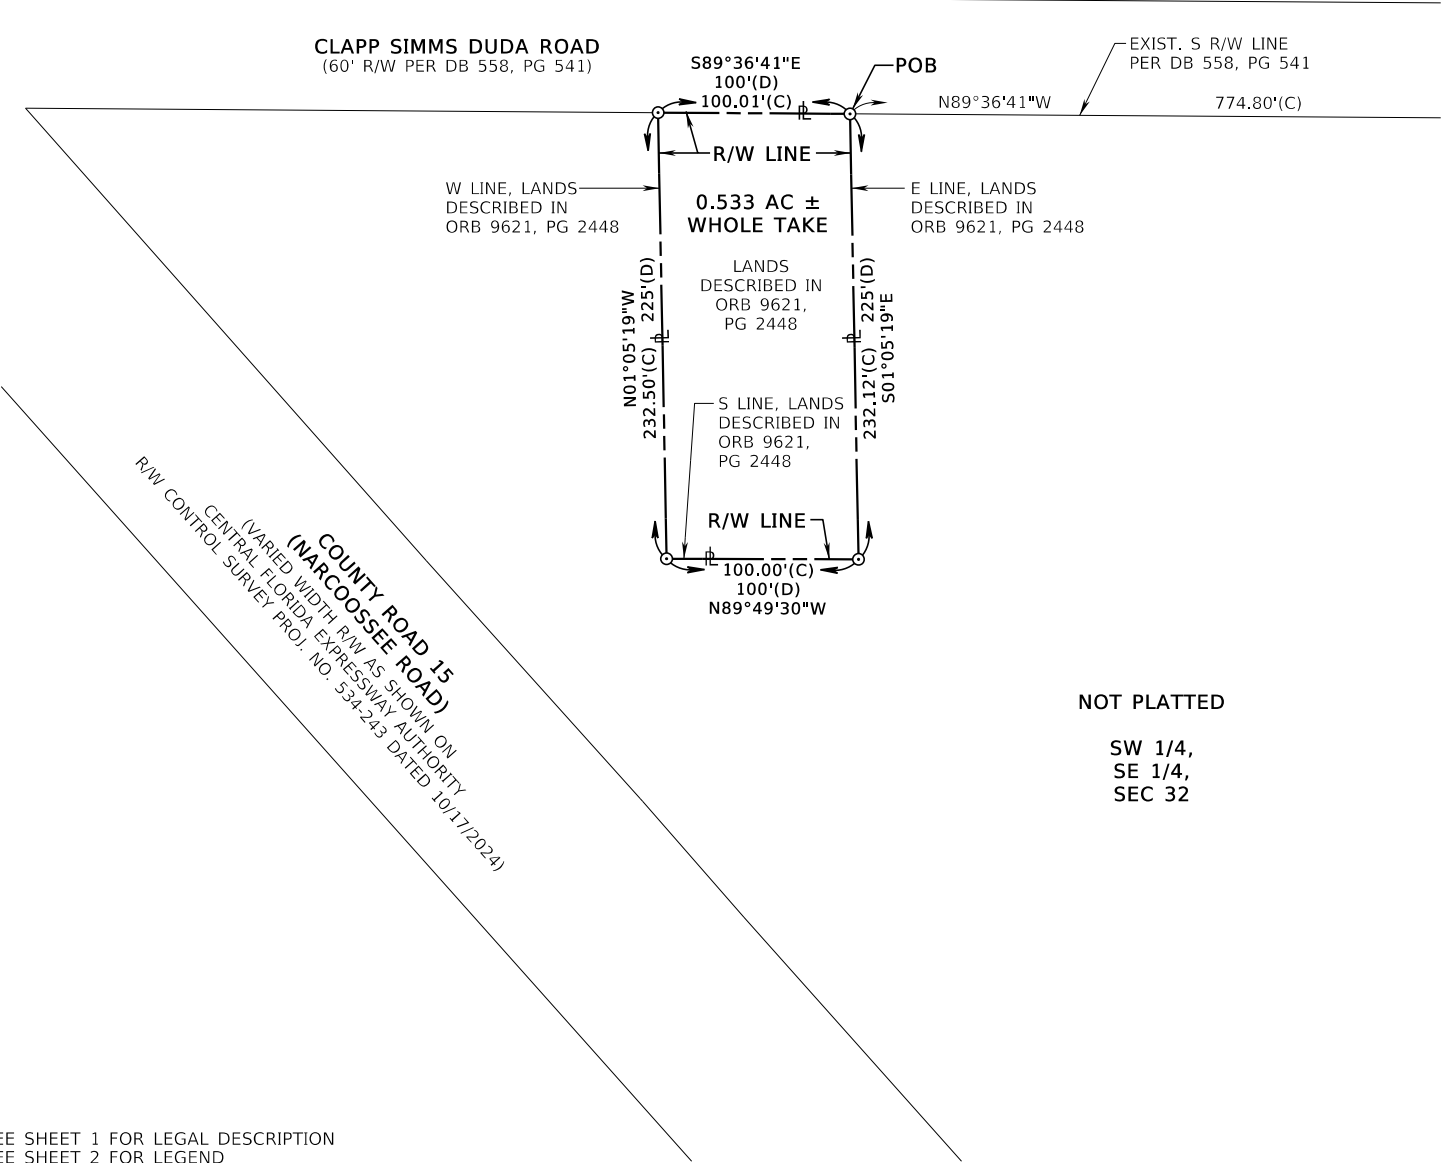 CLAPP SIMMS DUDA ROAD
(60' R/W PER DB 558, PG 541)
S89°36'41"E
100'(D)
100.01'(C)
POB
EXIST. S R/W LINE
PER DB 558, PG 541
N89°36'41"W
774.80'(C)
PL
R/W LINE
W LINE, LANDS
DESCRIBED IN
ORB 9621, PG 2448
0.533 AC ±
WHOLE TAKE
E LINE, LANDS
DESCRIBED IN
ORB 9621, PG 2448
LANDS
DESCRIBED IN
ORB 9621,
PG 2448
N01°05'19"W
225'(D)
232.50'(C)
PL
225'(D)
232.12'(C)
S01°05'19"E
PL
S LINE, LANDS
DESCRIBED IN
ORB 9621,
PG 2448
R/W LINE
PL
100.00'(C)
100'(D)
N89°49'30"W
COUNTY ROAD 15
(NARCOOSSEE ROAD)
(VARIED WIDTH R/W AS SHOWN ON
CENTRAL FLORIDA EXPRESSWAY AUTHORITY
R/W CONTROL SURVEY PROJ. NO. 534-243 DATED 10/17/2024)
NOT PLATTED
SW 1/4,
SE 1/4,
SEC 32
EE SHEET 1 FOR LEGAL DESCRIPTION
EE SHEET 2 FOR LEGEND